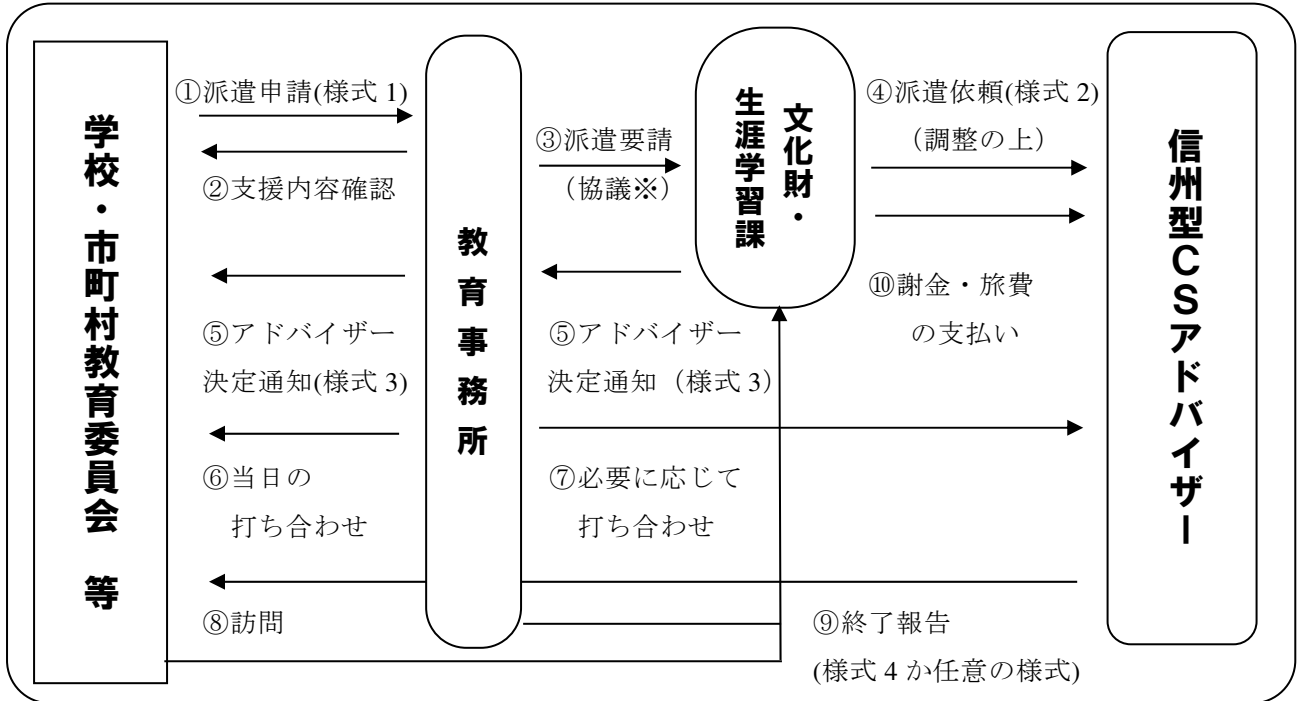 学校・市町村教育委員会 等
①派遣申請(様式 1)
②支援内容確認
⑤アドバイザー
決定通知(様式 3)
⑥当日の
打ち合わせ
⑧訪問
教育事務所
③派遣要請
（協議※）
⑤アドバイザー
決定通知（様式 3）
⑦必要に応じて
打ち合わせ
文化財・
生涯学習課
④派遣依頼(様式 2)
（調整の上）
⑩謝金・旅費
の支払い
⑨終了報告
(様式 4 か任意の様式)
信州型ＣＳアドバイザー